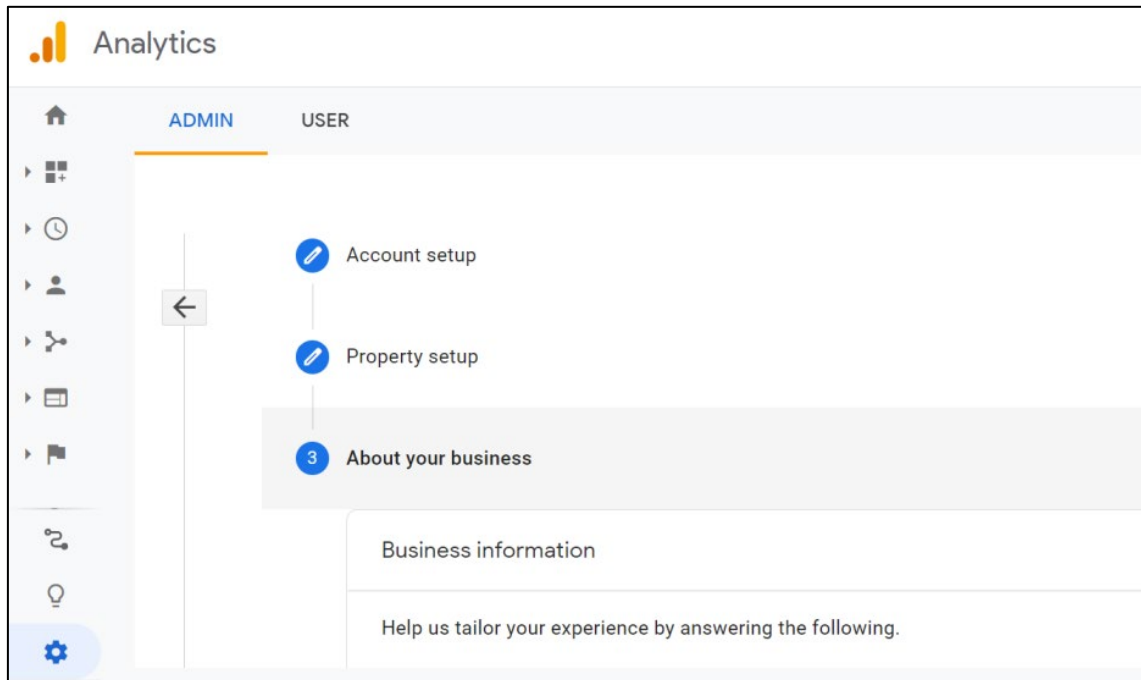 Analytics
ADMIN USER
Account setup
Property setup
3 About your business
Business information
Help us tailor your experience by answering the following.